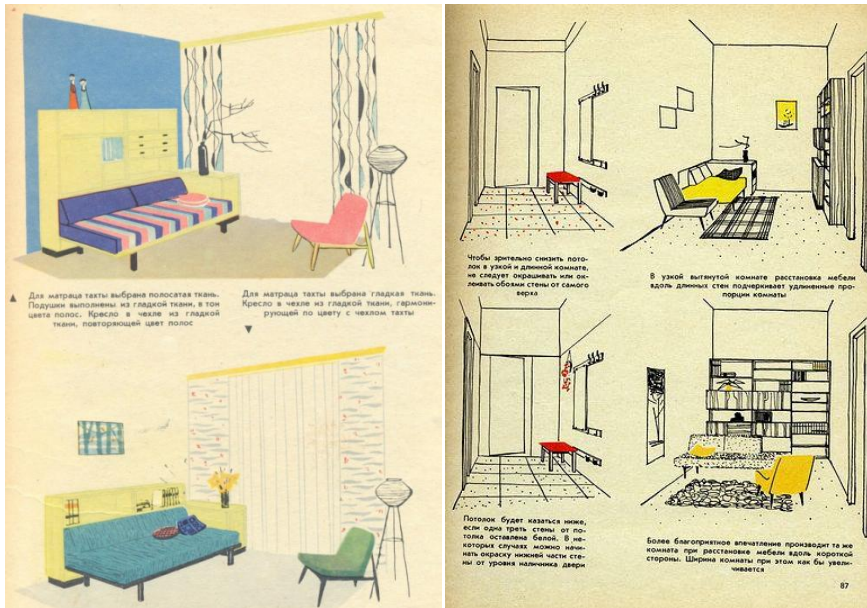 Для матраца тахты выбрана полосатая ткань.
Подушки выполнены из гладкой ткани, в тон
цвета полос. Кресло в чехле из гладкой
ткани, повторяющей цвет полос
Для матраца тахты выбрана гладкая ткань.
Кресло в чехле из гладкой ткани, гармони-
рующей по цвету с чехлом тахты
Чтобы зрительно снизить пото-
лок в узкой и длинной комнате,
не следует окрашивать или ок-
леивать обоями стены от самого
верха
В узкой вытянутой комнате расстановка мебели
вдоль длинных стен подчеркивает удлиненные про-
порции комнаты
Потолок будет казаться ниже,
если одна треть стены от по-
толка оставлена белой. В не-
которых случаях можно начи-
нать окраску нижней части сте-
ны от уровня наличника двери
Более благоприятное впечатление производит та же
комната при расстановке мебели вдоль короткой
стороны. Ширина комнаты при этом как бы увели-
чивается
87